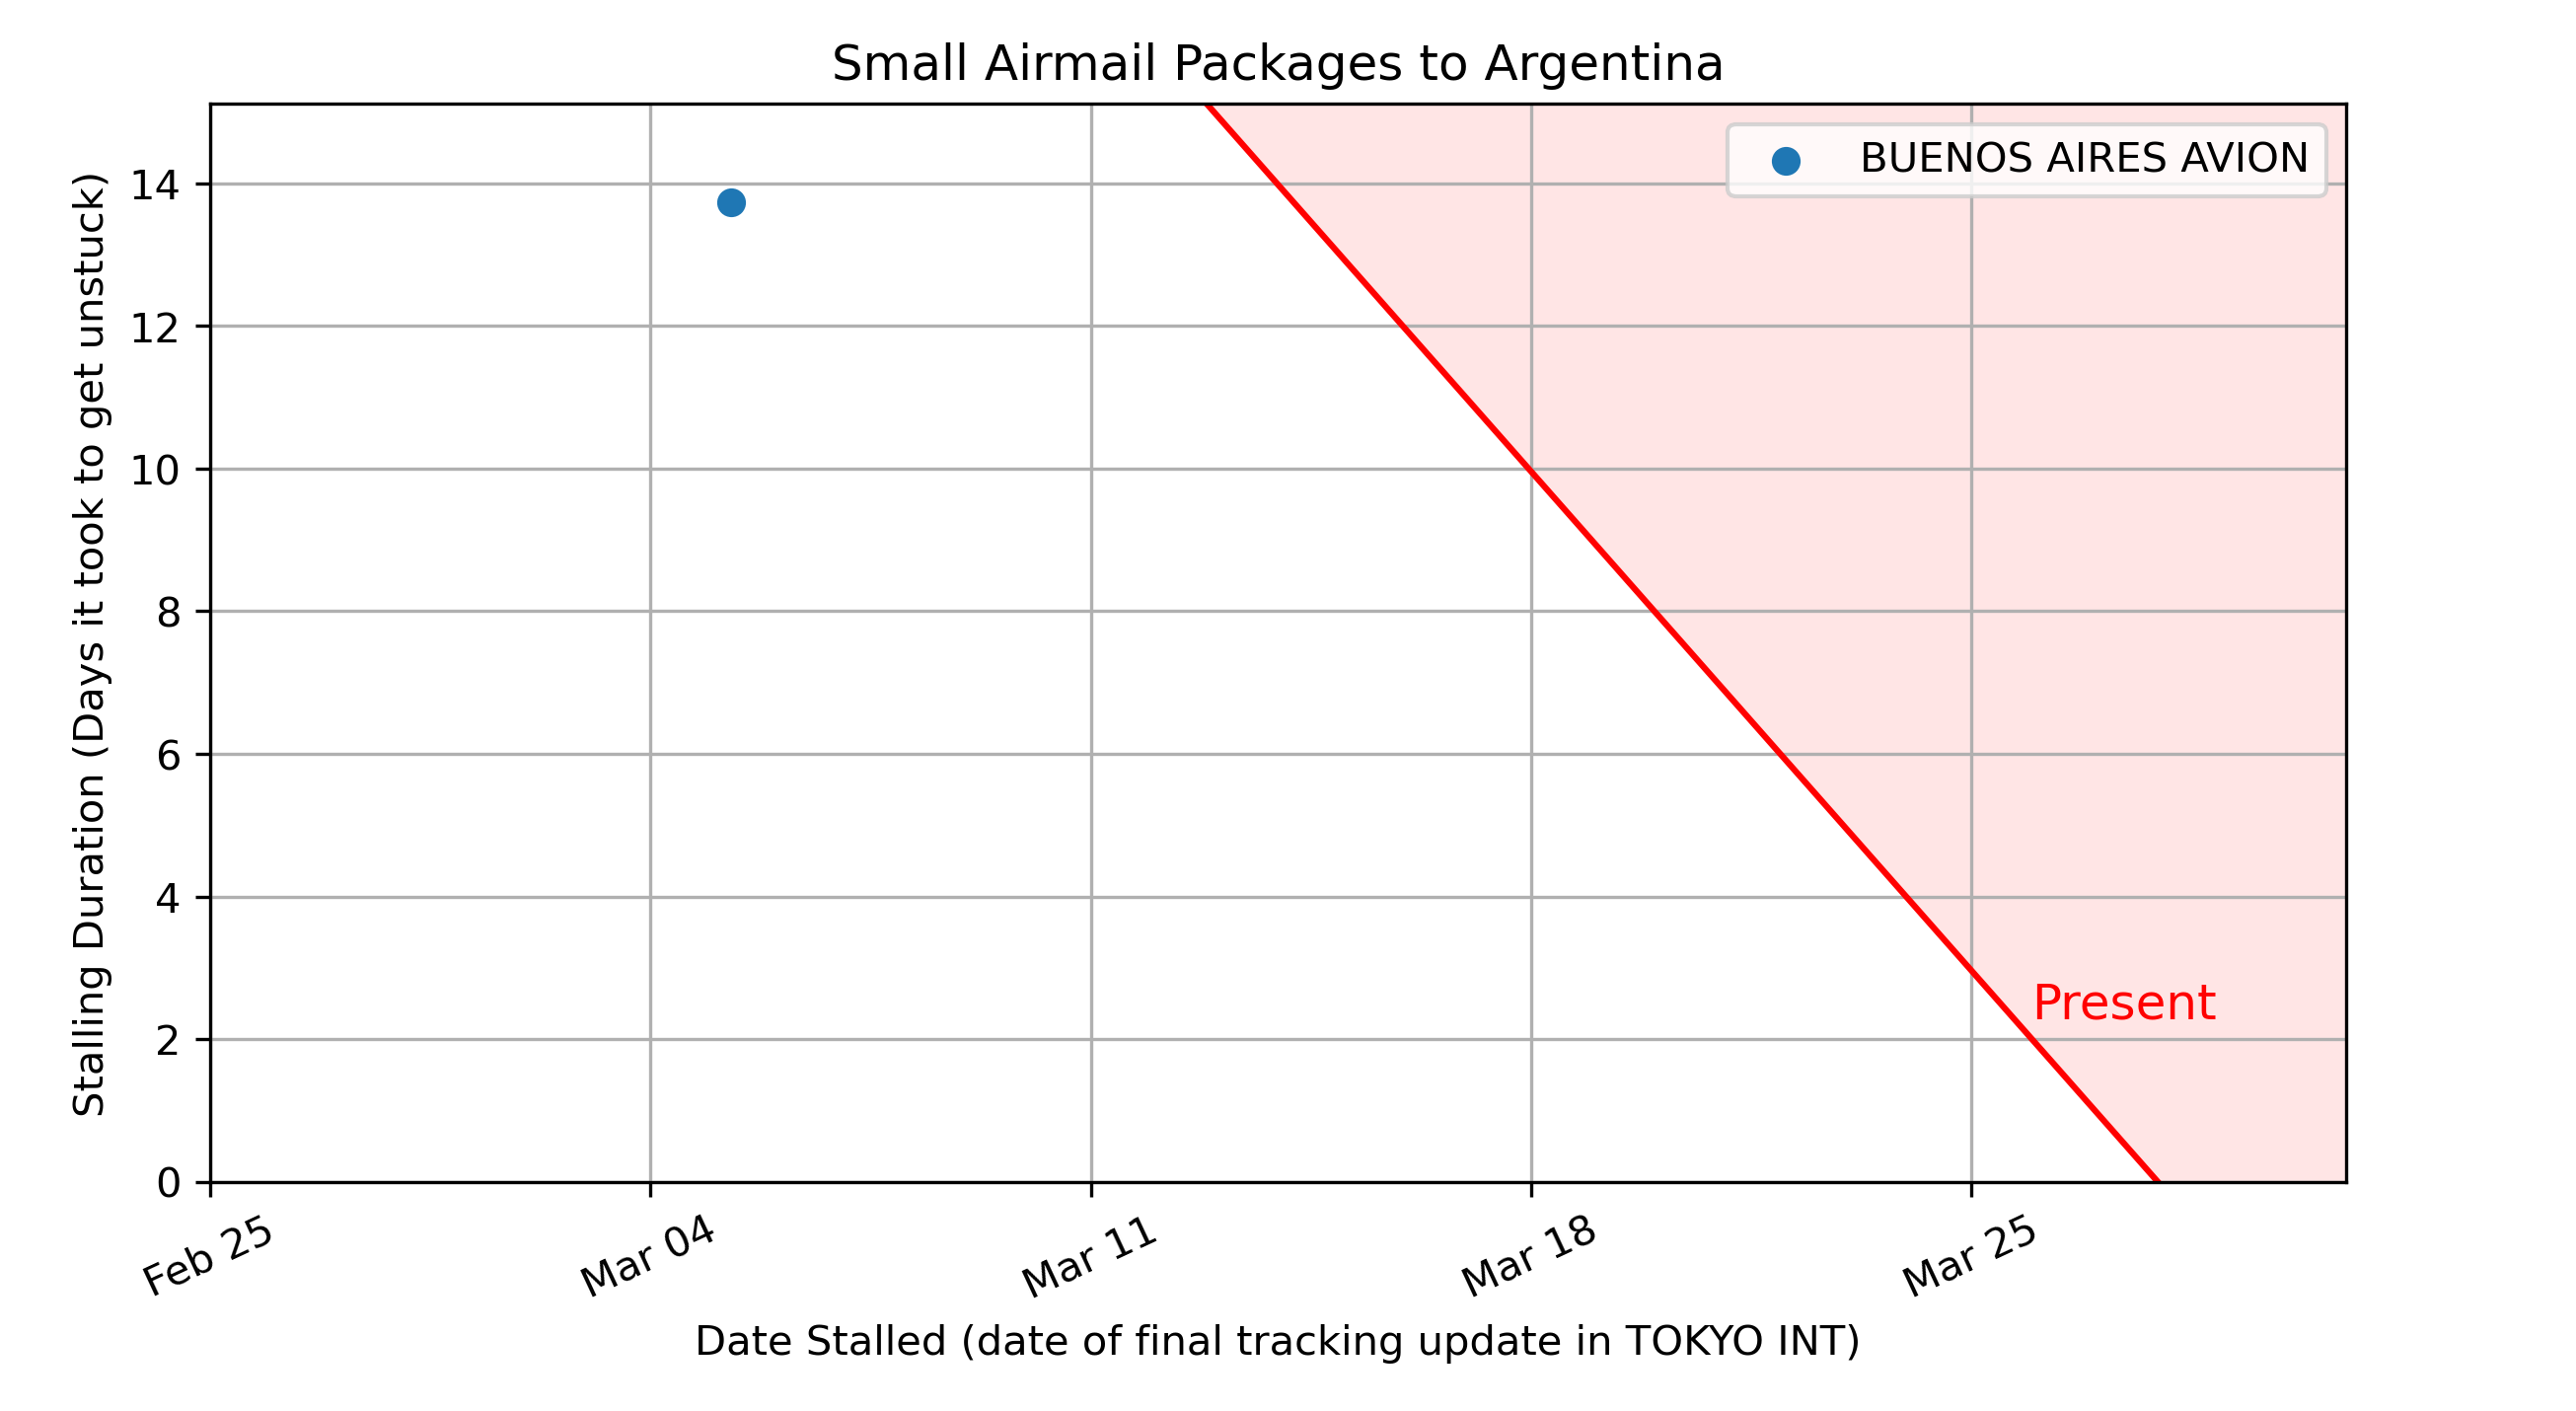 Small Airmail Packages to Argentina
BUENOS AIRES AVION
Stalling Duration (Days it took to get unstuck)
14
12
10
8
6
4
2
0
Present
Feb 25
Mar 04
Mar 11
Mar 18
Mar 25
Date Stalled (date of final tracking update in TOKYO INT)